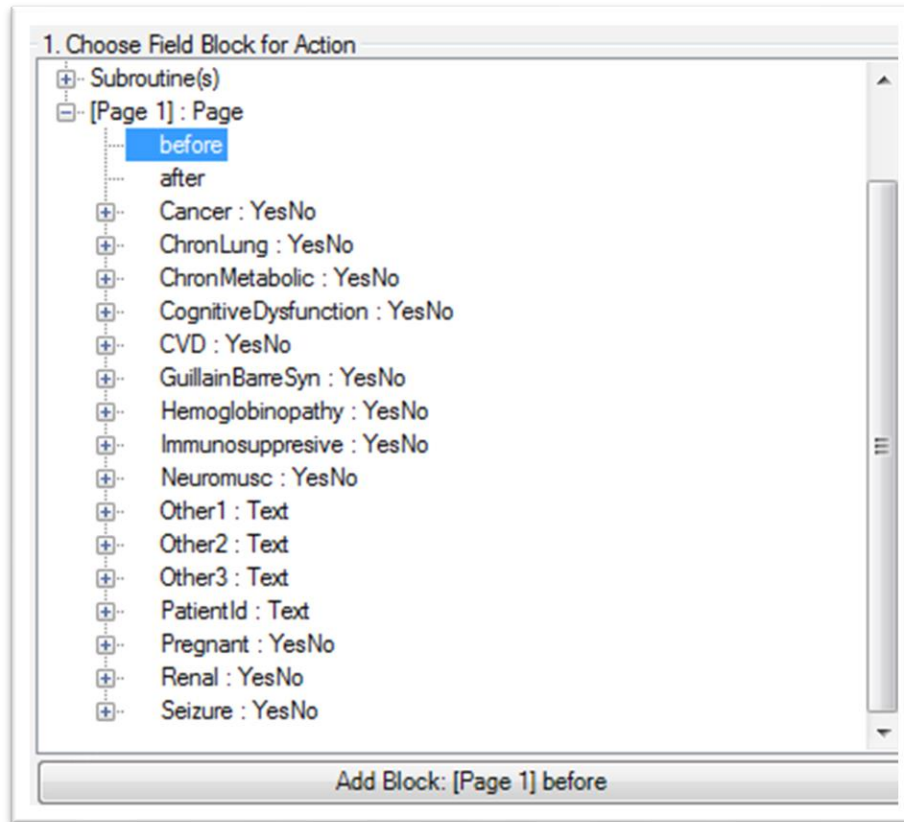 1. Choose Field Block for Action
Subroutine(s)
[Page 1] : Page
before
after
Cancer : YesNo
ChronLung : YesNo
ChronMetabolic : YesNo
CognitiveDysfunction : YesNo
CVD : YesNo
GuillainBarreSyn : YesNo
Hemoglobinopathy : YesNo
Immunosuppresive : YesNo
Neuromusc : YesNo
Other1 : Text
Other2 : Text
Other3 : Text
PatientId : Text
Pregnant : YesNo
Renal : YesNo
Seizure : YesNo
Add Block: [Page 1] before